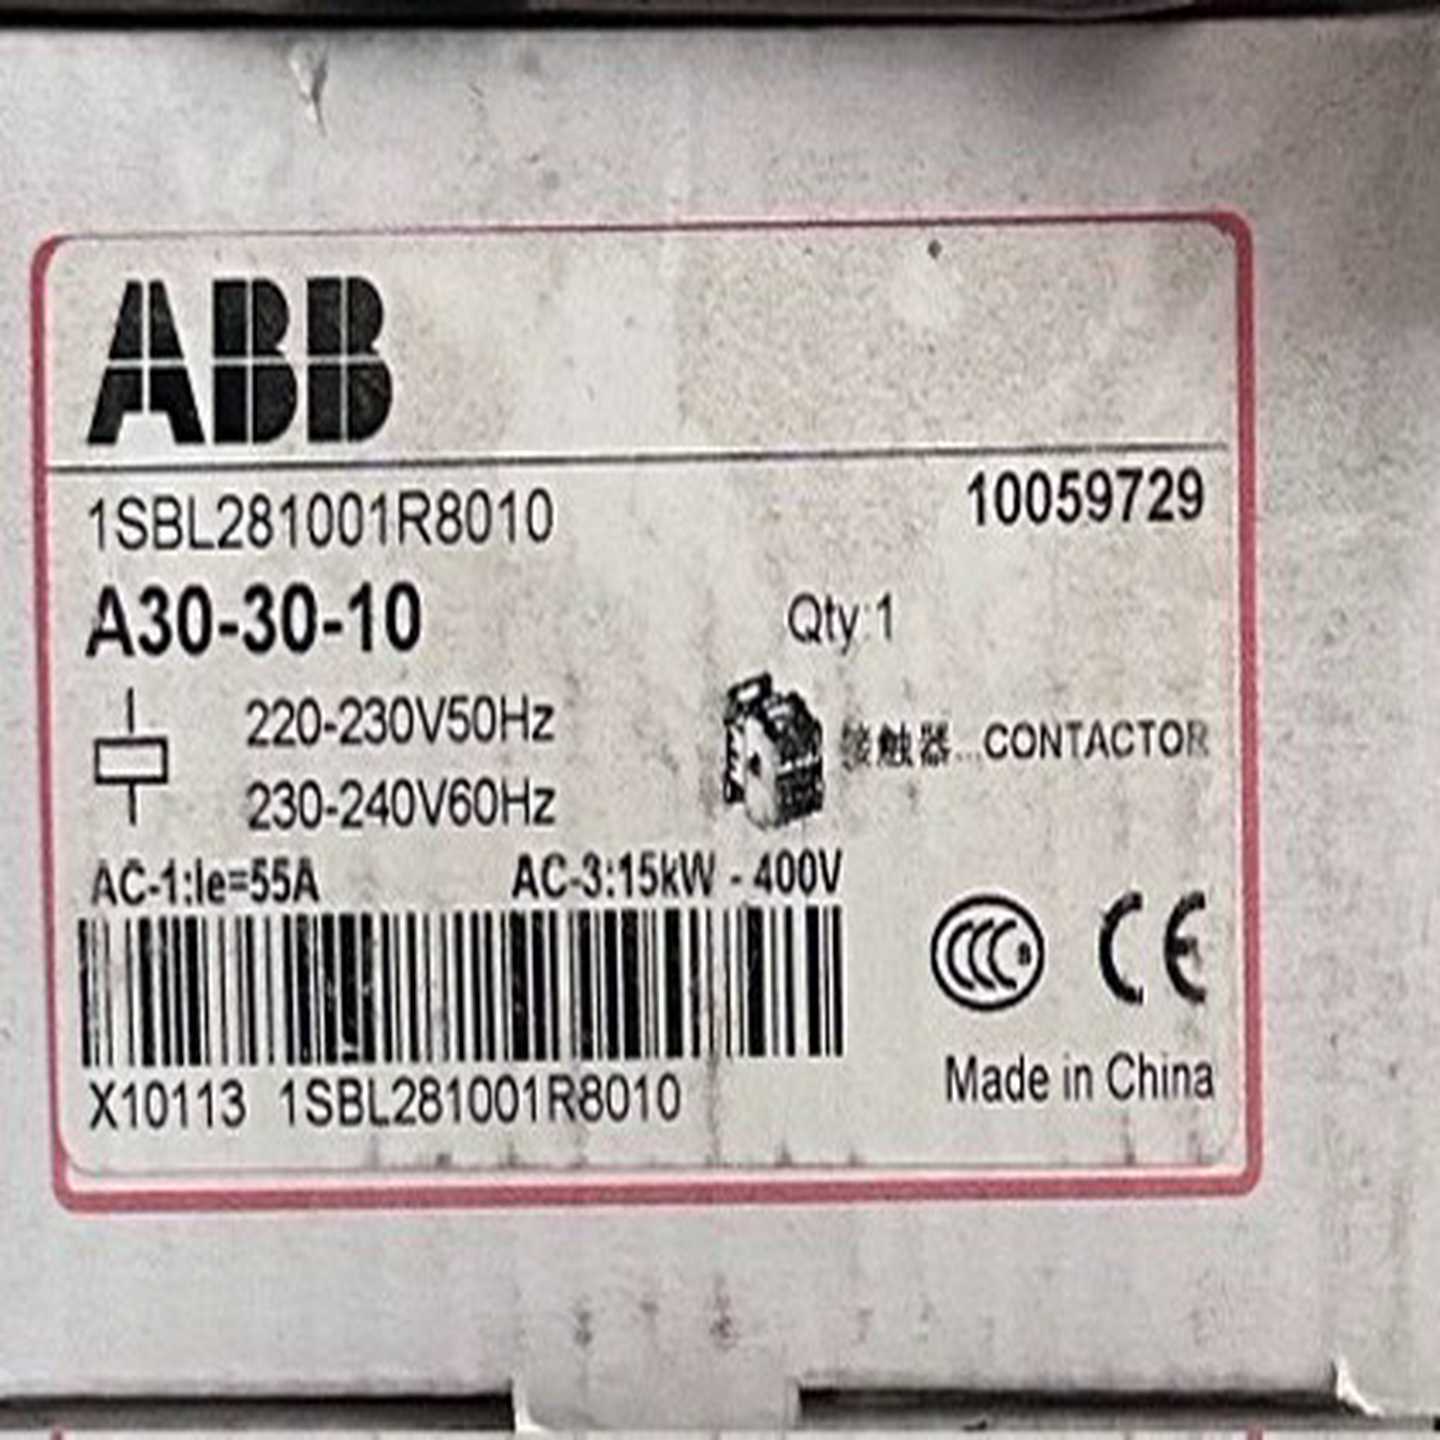 ABB
1SBL281001R8010
10059729
A30-30-10
Qty:1
220-230V50Hz
230-240V60Hz
接触器...CONTACTOR
AC-1:Ie=55A
AC-3:15kW - 400V
CCC
CE
X10113 1SBL281001R8010
Made in China